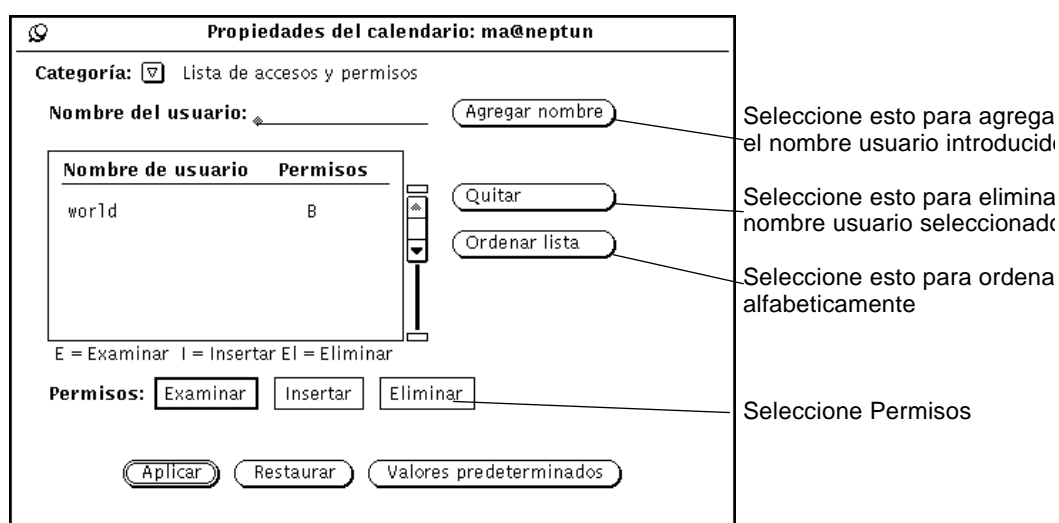 Propiedades del calendario: ma@neptun
Categoría: Lista de accesos y permisos
Nombre del usuario:
Agregar nombre
Seleccione esto para agrega
el nombre usuario introducid
Nombre de usuario Permisos
world B
Quitar
Seleccione esto para elimina
nombre usuario seleccionado
Ordenar lista
Seleccione esto para ordena
alfabeticamente
E = Examinar I = Insertar El = Eliminar
Permisos: Examinar Insertar Eliminar
Seleccione Permisos
Aplicar Restaurar Valores predeterminados